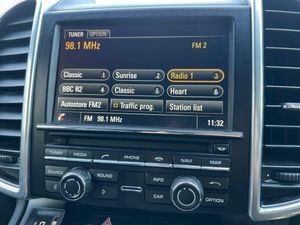 TUNER OPTION
98.1 MHz FM 2
Classic 1 Sunrise 2 Radio 1 3
BBC R2 4 Classic 5 Heart 6
Autostore FM2 Traffic prog. Station list
FM 98.1 MHz 11:32
TUNER MEDIA PHONE NAVI MAP
SOURCE SOUND INFO
CAR OPTION